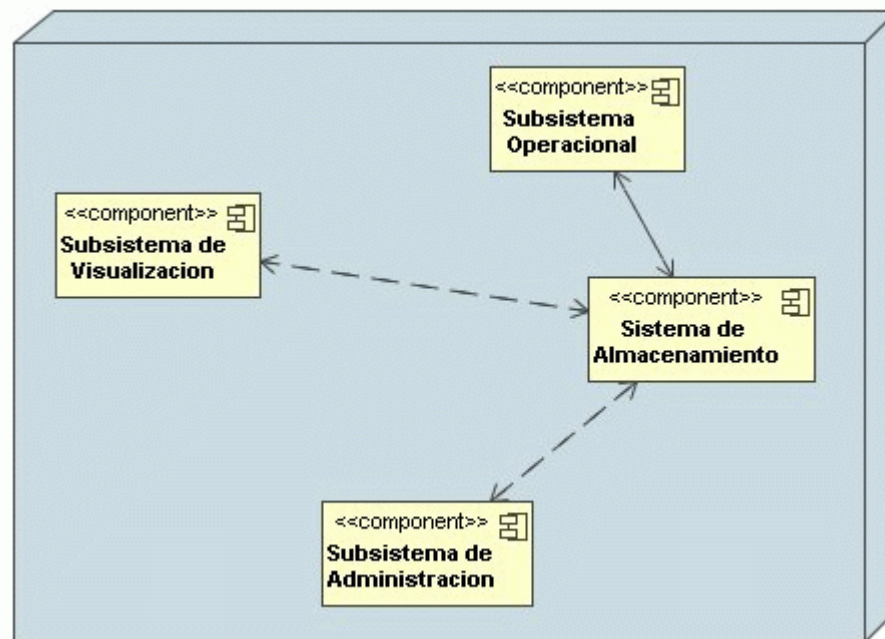 <<component>>
Subsistema
Operacional
<<component>>
Subsistema de
Visualizacion
<<component>>
Sistema de
Almacenamiento
<<component>>
Subsistema de
Administracion